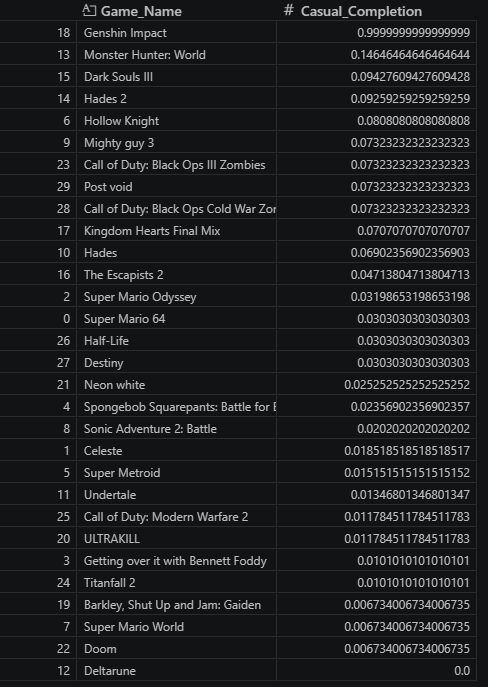 Game_Name # Casual_Completion
18 Genshin Impact 0.9999999999999999
13 Monster Hunter: World 0.14646464646464644
15 Dark Souls III 0.09427609427609428
14 Hades 2 0.09259259259259259
6 Hollow Knight 0.0808080808080808
9 Mighty guy 3 0.07323232323232323
23 Call of Duty: Black Ops III Zombies 0.07323232323232323
29 Post void 0.07323232323232323
28 Call of Duty: Black Ops Cold War Zor 0.07323232323232323
17 Kingdom Hearts Final Mix 0.0707070707070707
10 Hades 0.06902356902356903
16 The Escapists 2 0.04713804713804713
2 Super Mario Odyssey 0.03198653198653198
0 Super Mario 64 0.0303030303030303
26 Half-Life 0.0303030303030303
27 Destiny 0.0303030303030303
21 Neon white 0.025252525252525252
4 Spongebob Squarepants: Battle for E 0.02356902356902357
8 Sonic Adventure 2: Battle 0.0202020202020202
1 Celeste 0.018518518518518517
5 Super Metroid 0.015151515151515152
11 Undertale 0.01346801346801347
25 Call of Duty: Modern Warfare 2 0.011784511784511783
20 ULTRAKILL 0.011784511784511783
3 Getting over it with Bennett Foddy 0.0101010101010101
24 Titanfall 2 0.0101010101010101
19 Barkley, Shut Up and Jam: Gaiden 0.006734006734006735
7 Super Mario World 0.006734006734006735
22 Doom 0.006734006734006735
12 Deltarune 0.0